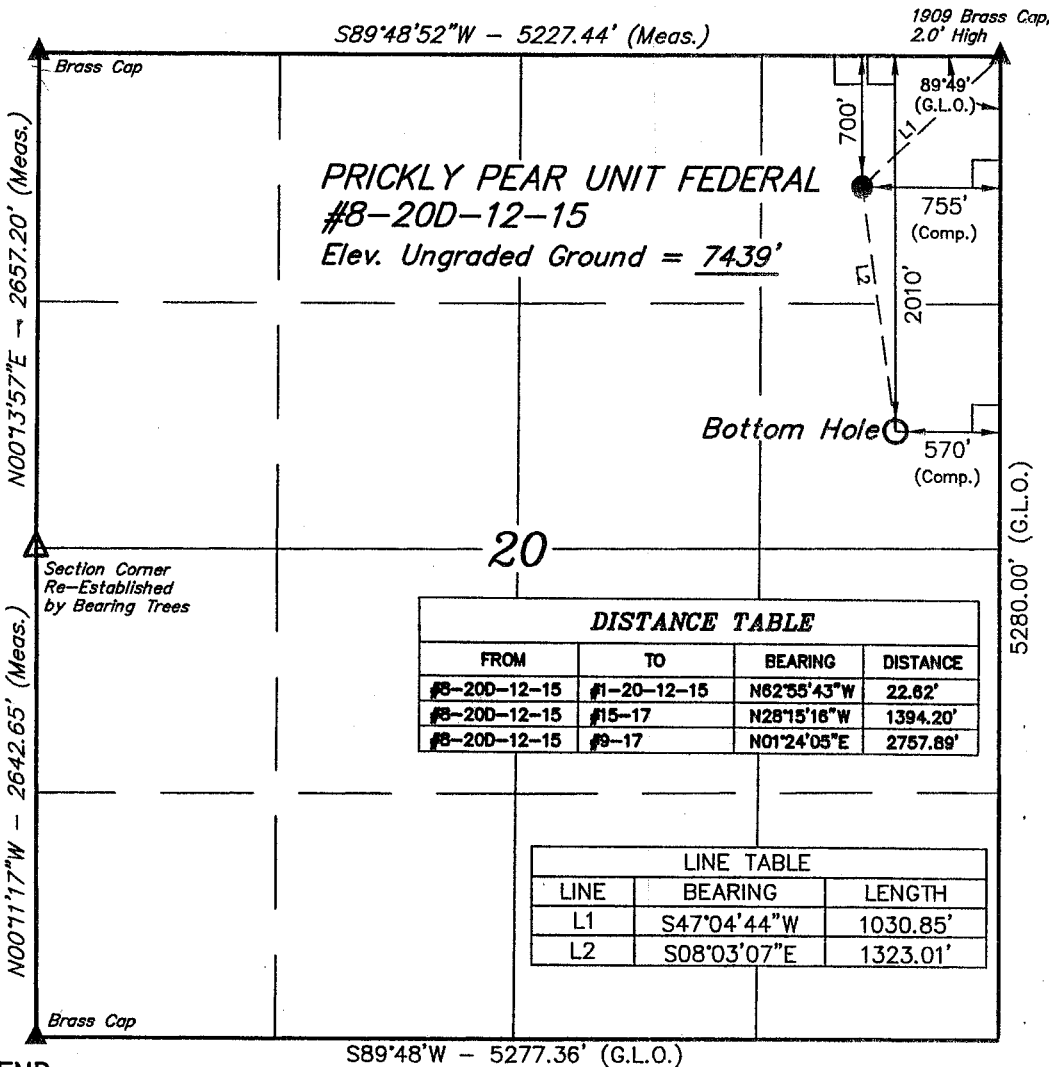 S89°48'52"W - 5227.44' (Meas.)
1909 Brass Cap,
2.0' High
Brass Cap
89°49'
(G.L.O.)
L1
700'
PRICKLY PEAR UNIT FEDERAL
#8-20D-12-15
Elev. Ungraded Ground = 7439'
755'
(Comp.)
L2
2010'
N00°13'57"E - 2657.20' (Meas.)
Bottom Hole
570'
(Comp.)
5280.00' (G.L.O.)
20
Section Corner
Re-Established
by Bearing Trees
DISTANCE TABLE
FROM TO BEARING DISTANCE
#8-20D-12-15 #1-20-12-15 N62°55'43"W 22.62'
#8-20D-12-15 #15-17 N28°15'16"W 1394.20'
#8-20D-12-15 #9-17 N01°24'05"E 2757.89'
N00°11'17"W - 2642.65' (Meas.)
LINE TABLE
LINE BEARING LENGTH
L1 S47°04'44"W 1030.85'
L2 S08°03'07"E 1323.01'
Brass Cap
S89°48'W - 5277.36' (G.L.O.)